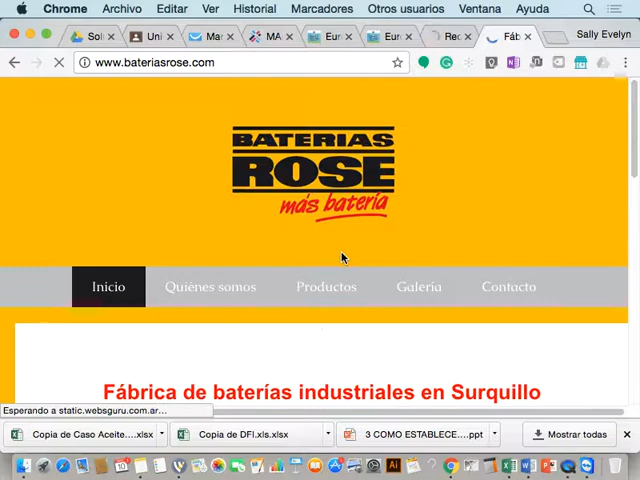 Chrome Archivo Editar Ver Historial Marcadores Otros usuarios Ventana Ayuda
Sol Uni Mar MA Eur Eur Rec Fáb Sally Evelyn
www.bateriasrose.com
BATERIAS
ROSE
más batería
Inicio Quiénes somos Productos Galería Contacto
Fábrica de baterías industriales en Surquillo
Esperando a static.websguru.com.ar...
Copia de Caso Aceite....xlsx Copia de DFI.xls.xlsx 3 COMO ESTABLECE....ppt Mostrar todas